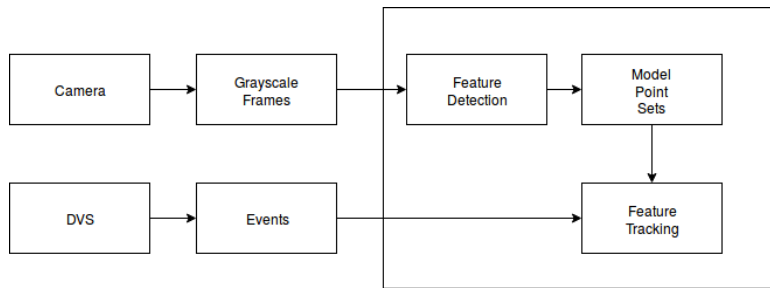 Camera
Grayscale
Frames
Feature
Detection
Model
Point
Sets
DVS
Events
Feature
Tracking